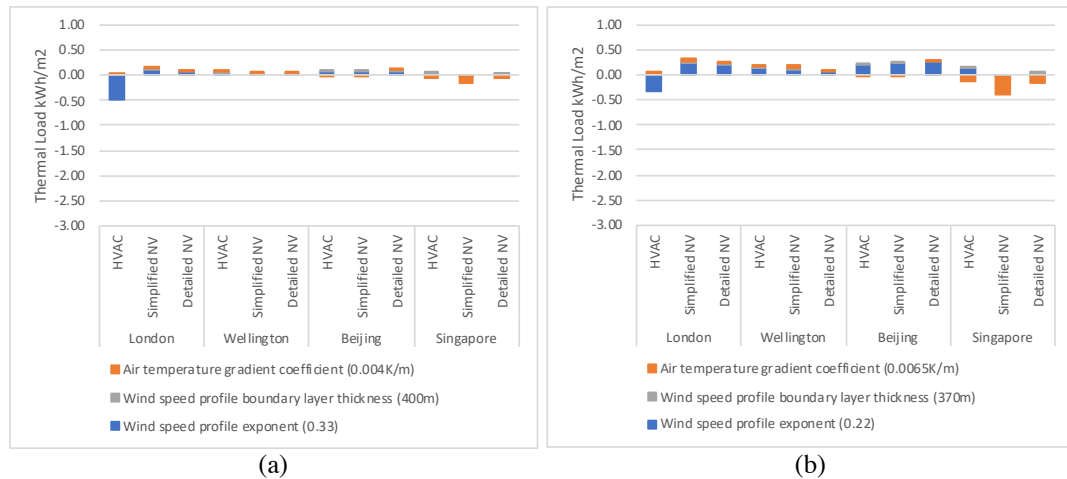 1.00
0.50
0.00
-0.50
-1.00
-1.50
-2.00
-2.50
-3.00
Thermal Load kWh/m2
HVAC
Simplified NV
Detailed NV
HVAC
Simplified NV
Detailed NV
HVAC
Simplified NV
Detailed NV
HVAC
Simplified NV
Detailed NV
London Wellington Beijing Singapore
Air temperature gradient coefficient (0.004K/m)
Wind speed profile boundary layer thickness (400m)
Wind speed profile exponent (0.33)
(a)
1.00
0.50
0.00
-0.50
-1.00
-1.50
-2.00
-2.50
-3.00
Thermal Load kWh/m2
HVAC
Simplified NV
Detailed NV
HVAC
Simplified NV
Detailed NV
HVAC
Simplified NV
Detailed NV
HVAC
Simplified NV
Detailed NV
London Wellington Beijing Singapore
Air temperature gradient coefficient (0.0065K/m)
Wind speed profile boundary layer thickness (370m)
Wind speed profile exponent (0.22)
(b)